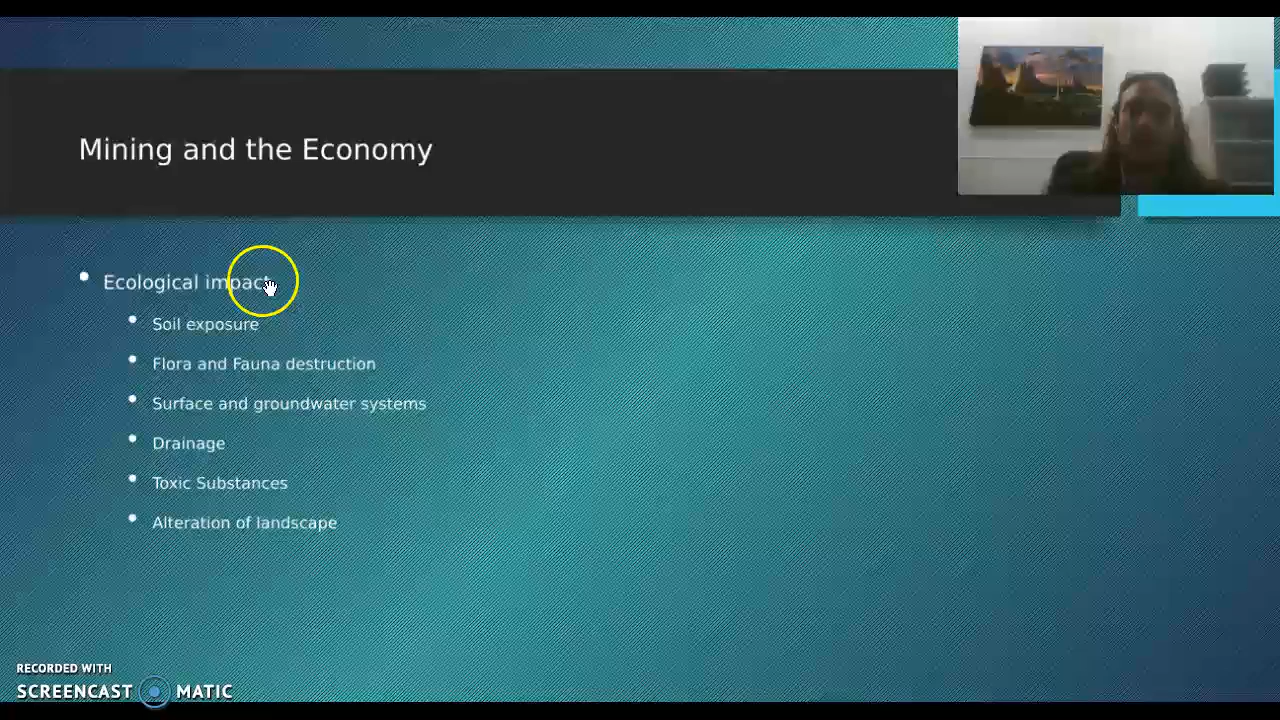 Mining and the Economy
Ecological impact
Soil exposure
Flora and Fauna destruction
Surface and groundwater systems
Drainage
Toxic Substances
Alteration of landscape
RECORDED WITH
SCREENCAST MATIC